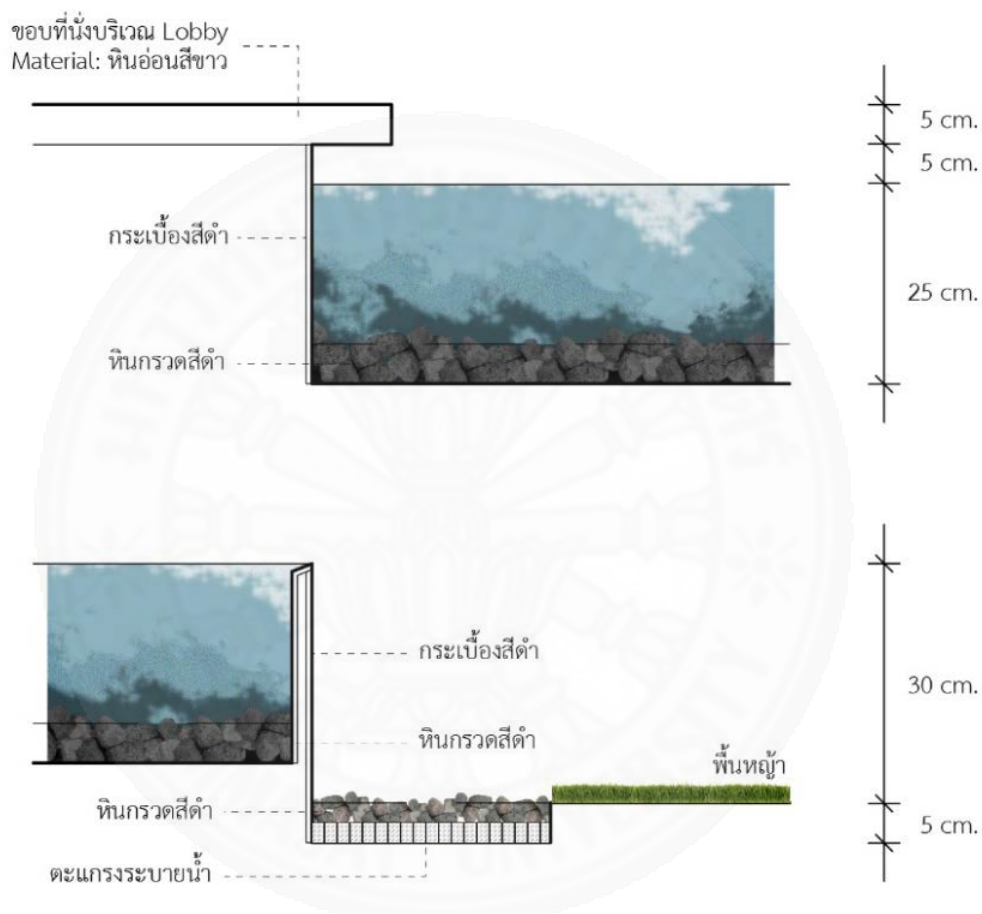 ขอบที่นั่งบริเวณ Lobby
Material: หินอ่อนสีขาว
5 cm.
5 cm.
กระเบื้องสีดำ
25 cm.
หินกรวดสีดำ
กระเบื้องสีดำ
30 cm.
หินกรวดสีดำ
พื้นหญ้า
หินกรวดสีดำ
5 cm.
ตะแกรงระบายน้ำ